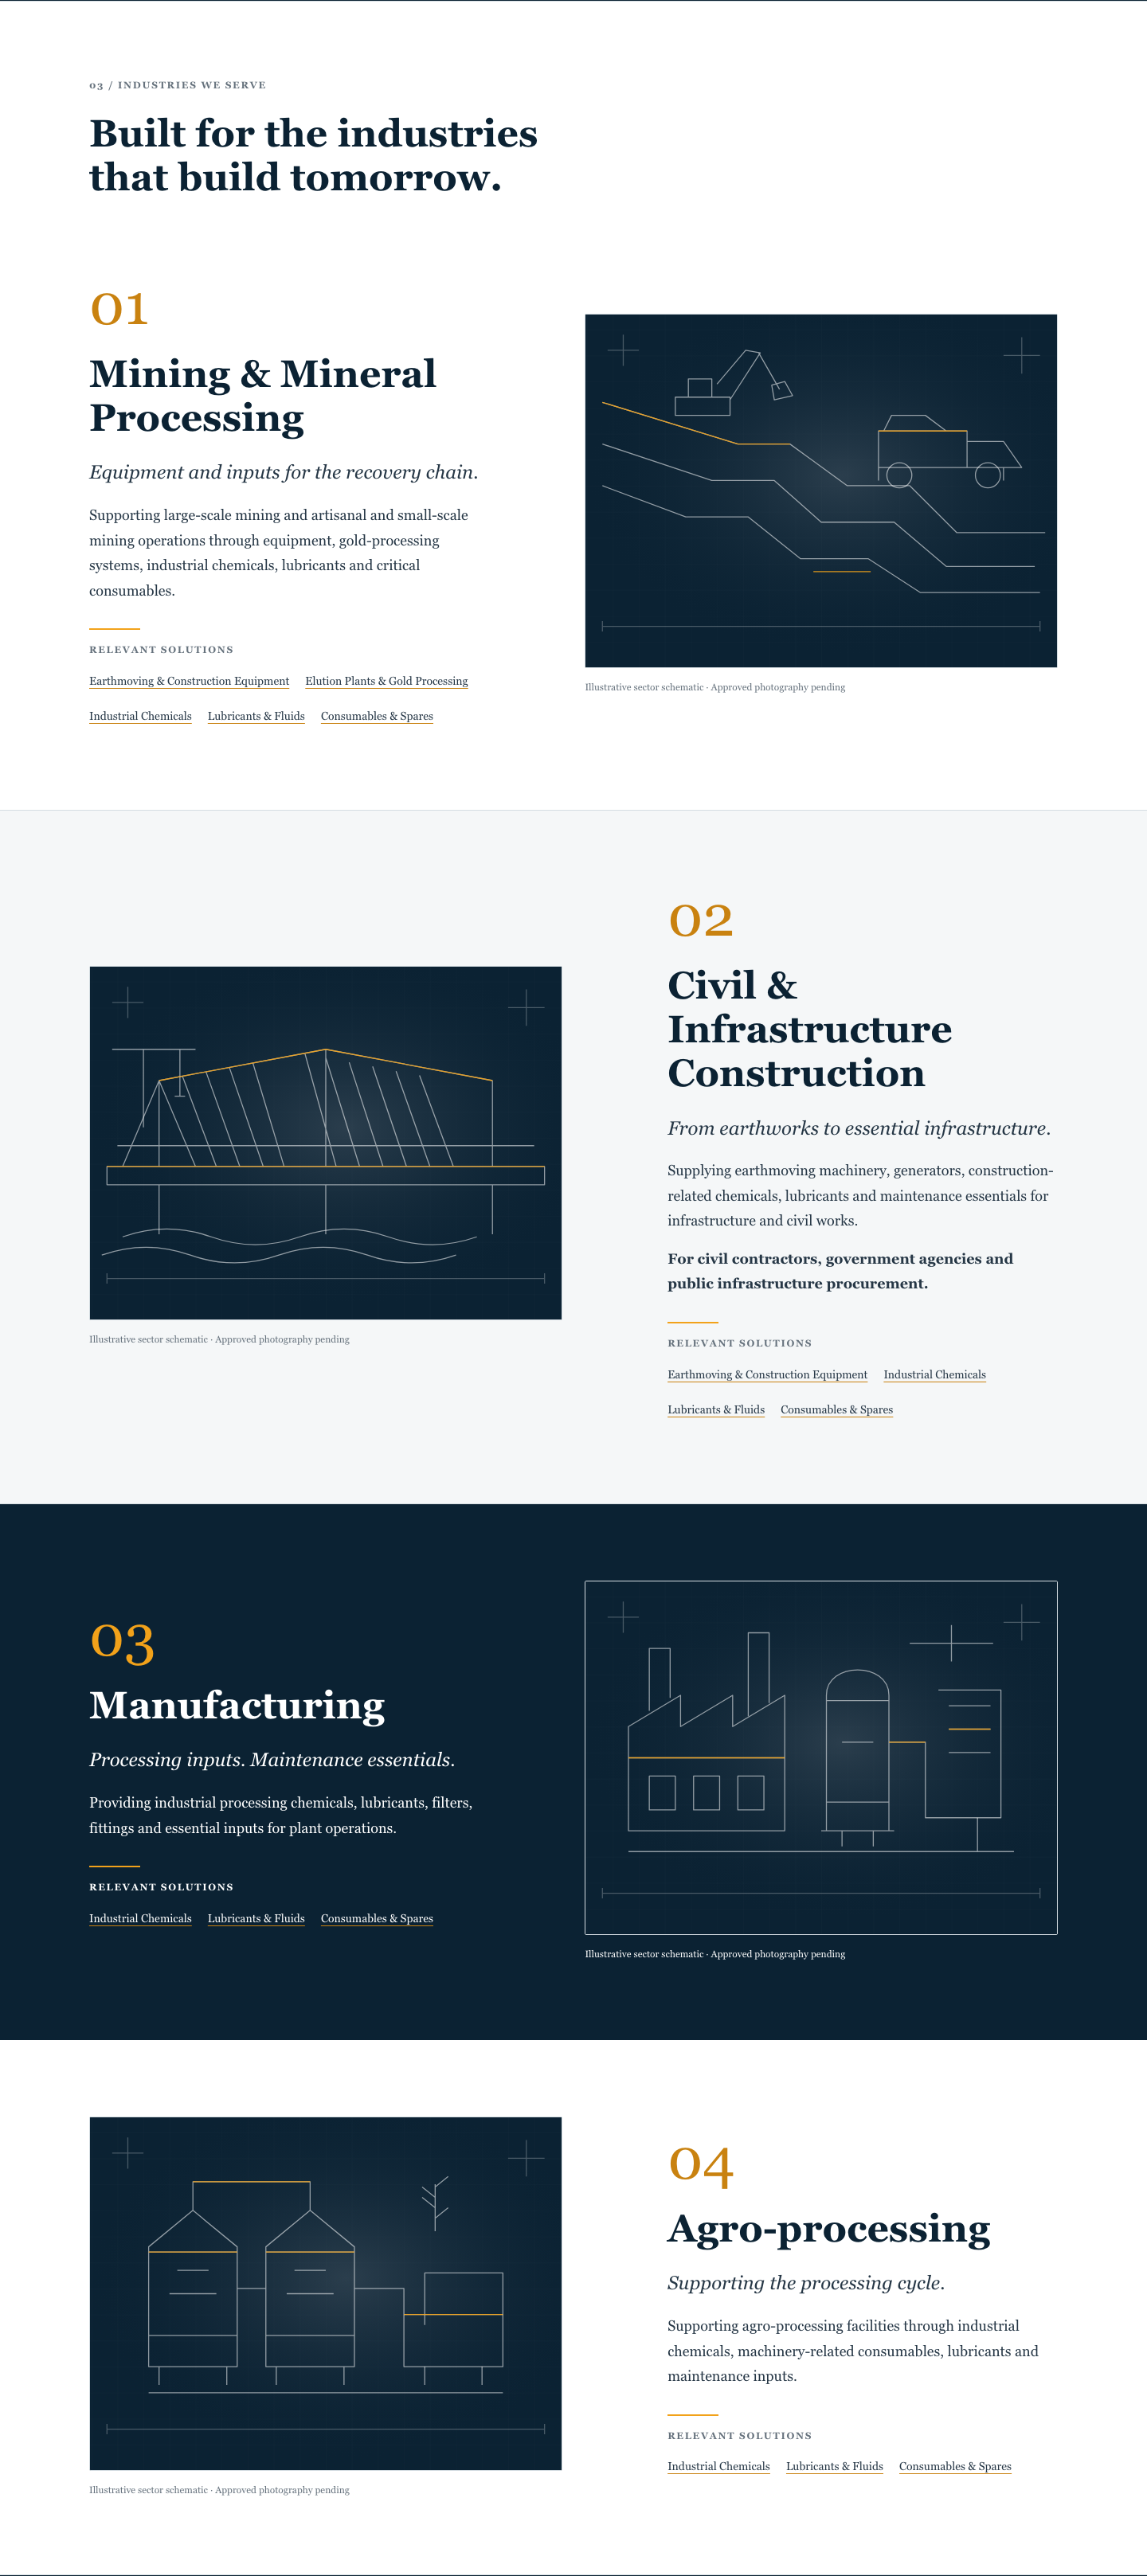 03 / INDUSTRIES WE SERVE
Built for the industries
that build tomorrow.
01
Mining & Mineral
Processing
Equipment and inputs for the recovery chain.
Supporting large-scale mining and artisanal and small-scale
mining operations through equipment, gold-processing
systems, industrial chemicals, lubricants and critical
consumables.
RELEVANT SOLUTIONS
Earthmoving & Construction Equipment Elution Plants & Gold Processing
Industrial Chemicals Lubricants & Fluids Consumables & Spares
Illustrative sector schematic · Approved photography pending
02
Civil &
Infrastructure
Construction
From earthworks to essential infrastructure.
Supplying earthmoving machinery, generators, construction-
related chemicals, lubricants and maintenance essentials for
infrastructure and civil works.
For civil contractors, government agencies and
public infrastructure procurement.
RELEVANT SOLUTIONS
Earthmoving & Construction Equipment Industrial Chemicals
Lubricants & Fluids Consumables & Spares
Illustrative sector schematic · Approved photography pending
03
Manufacturing
Processing inputs. Maintenance essentials.
Providing industrial processing chemicals, lubricants, filters,
fittings and essential inputs for plant operations.
RELEVANT SOLUTIONS
Industrial Chemicals Lubricants & Fluids Consumables & Spares
Illustrative sector schematic · Approved photography pending
04
Agro-processing
Supporting the processing cycle.
Supporting agro-processing facilities through industrial
chemicals, machinery-related consumables, lubricants and
maintenance inputs.
RELEVANT SOLUTIONS
Industrial Chemicals Lubricants & Fluids Consumables & Spares
Illustrative sector schematic · Approved photography pending